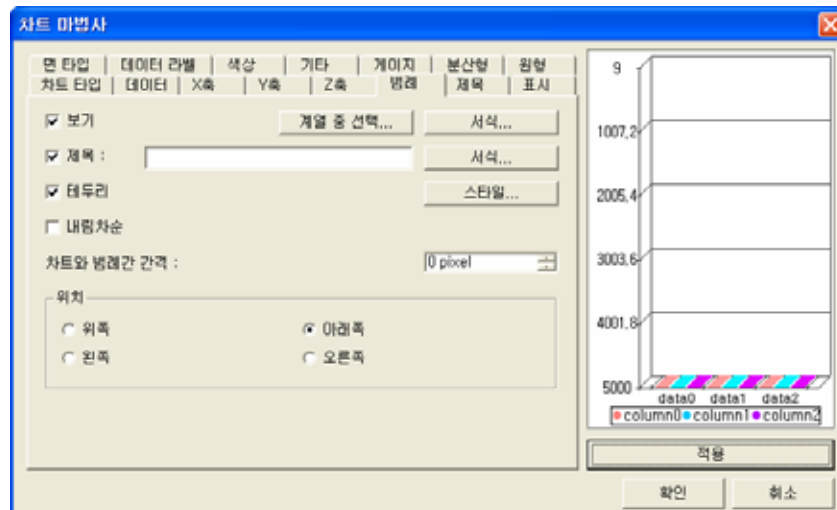 차트 마법사
면 타입 데이터 라벨 색상 기타 게이지 분산형 원형
차트 타입 데이터 X축 Y축 Z축 범례 제목 표시
보기 계열 중 선택... 서식...
제목 : 서식...
테두리 스타일...
내림차순
차트와 범례간 간격 : 0 pixel
위치
위쪽 아래쪽
왼쪽 오른쪽
9
1007.2
2005.4
3003.6
4001.8
5000
data0 data1 data2
column0 column1 column2
적용
확인 취소